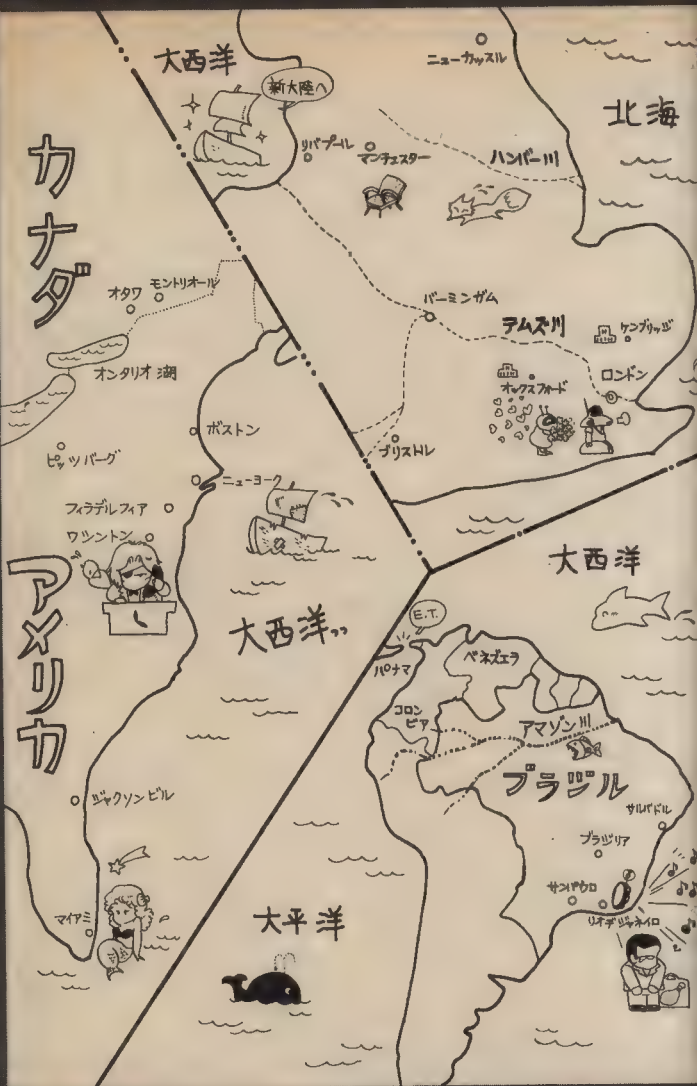 大西洋
新大陸へ
ニューカッスル
北海
リバプール
マンチェスター
ハンバー川
バーミンガム
テムズ川
ケンブリッジ
オックスフォード
ロンドン
ブリストル
カナダ
オタワ
モントリオール
オンタリオ湖
ボストン
ピッツバーグ
ニューヨーク
フィラデルフィア
ワシントン
アメリカ
大西洋
ジャクソンビル
マイアミ
大西洋
E.T.
パナマ
ベネズエラ
コロン
ビア
アマゾン川
ブラジル
サルバドル
ブラジリア
サンパウロ
リオデジャネイロ
大平洋